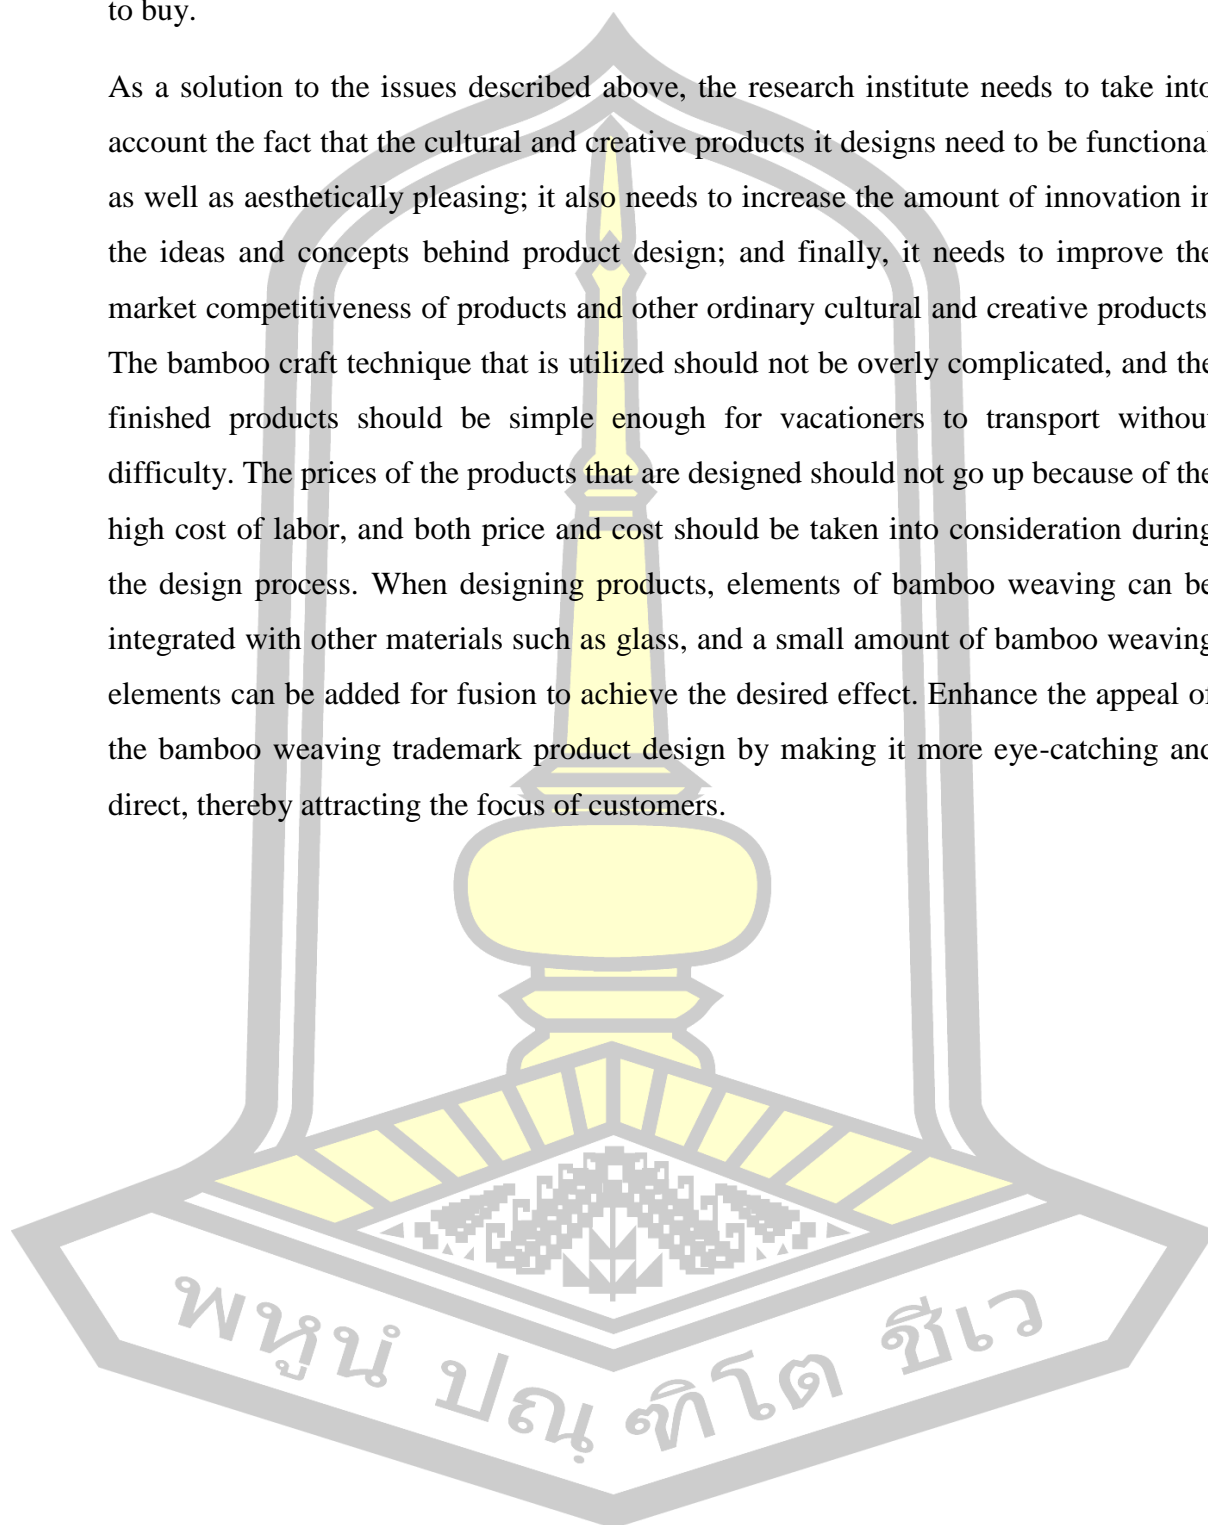 to buy.
As a solution to the issues described above, the research institute needs to take into
account the fact that the cultural and creative products it designs need to be functional
as well as aesthetically pleasing; it also needs to increase the amount of innovation in
the ideas and concepts behind product design; and finally, it needs to improve the
market competitiveness of products and other ordinary cultural and creative products
The bamboo craft technique that is utilized should not be overly complicated, and the
finished products should be simple enough for vacationers to transport without
difficulty. The prices of the products that are designed should not go up because of the
high cost of labor, and both price and cost should be taken into consideration during
the design process. When designing products, elements of bamboo weaving can be
integrated with other materials such as glass, and a small amount of bamboo weaving
elements can be added for fusion to achieve the desired effect. Enhance the appeal of
the bamboo weaving trademark product design by making it more eye-catching and
direct, thereby attracting the focus of customers.
พหูนํ ปณฺ ฑิโต ชีเว